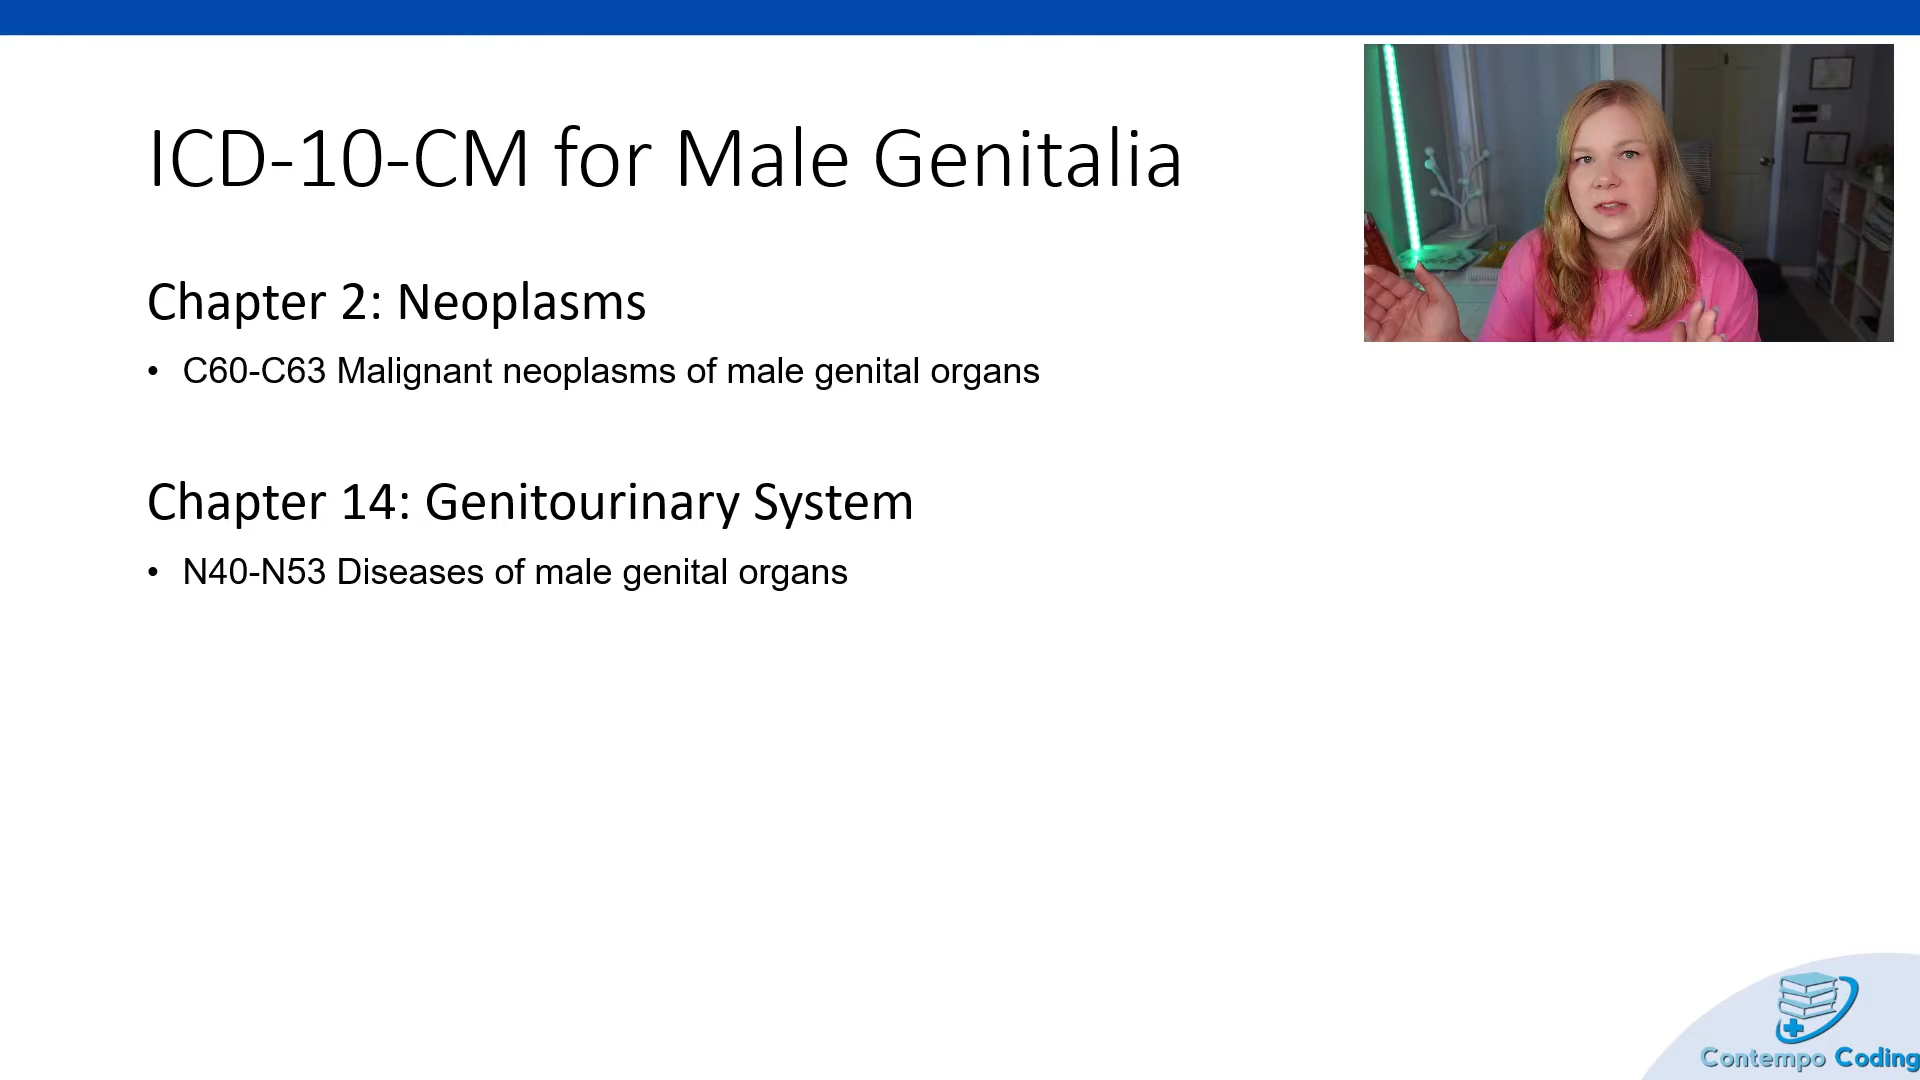 ICD-10-CM for Male Genitalia
Chapter 2: Neoplasms
• C60-C63 Malignant neoplasms of male genital organs
Chapter 14: Genitourinary System
• N40-N53 Diseases of male genital organs
Contempo Coding